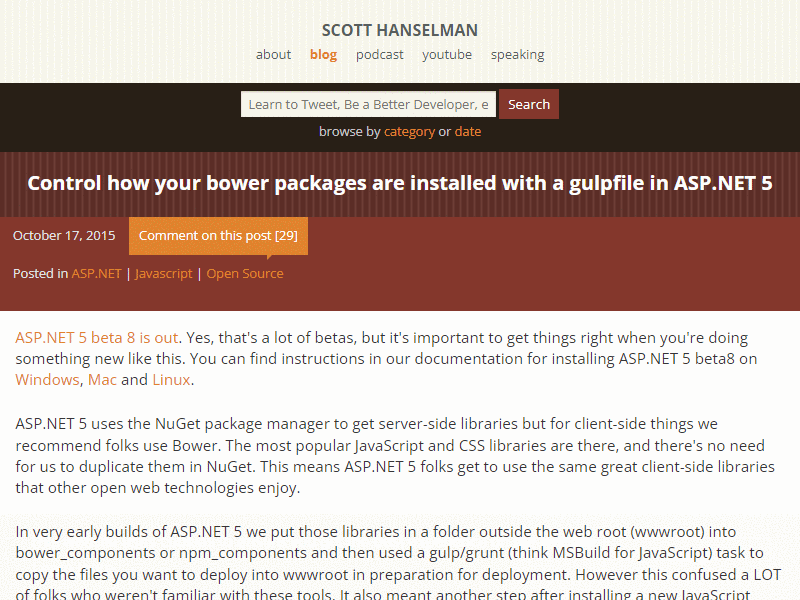 SCOTT HANSELMAN
about blog podcast youtube speaking
Learn to Tweet, Be a Better Developer, e Search
browse by category or date
Control how your bower packages are installed with a gulpfile in ASP.NET 5
October 17, 2015 Comment on this post [29]
Posted in ASP.NET | Javascript | Open Source
ASP.NET 5 beta 8 is out. Yes, that's a lot of betas, but it's important to get things right when you're doing
something new like this. You can find instructions in our documentation for installing ASP.NET 5 beta8 on
Windows, Mac and Linux.
ASP.NET 5 uses the NuGet package manager to get server-side libraries but for client-side things we
recommend folks use Bower. The most popular JavaScript and CSS libraries are there, and there's no need
for us to duplicate them in NuGet. This means ASP.NET 5 folks get to use the same great client-side libraries
that other open web technologies enjoy.
In very early builds of ASP.NET 5 we put those libraries in a folder outside the web root (wwwroot) into
bower_components or npm_components and then used a gulp/grunt (think MSBuild for JavaScript) task to
copy the files you want to deploy into wwwroot in preparation for deployment. However this confused a LOT
of folks who weren't familiar with these tools. It also meant another step after installing a new JavaScript